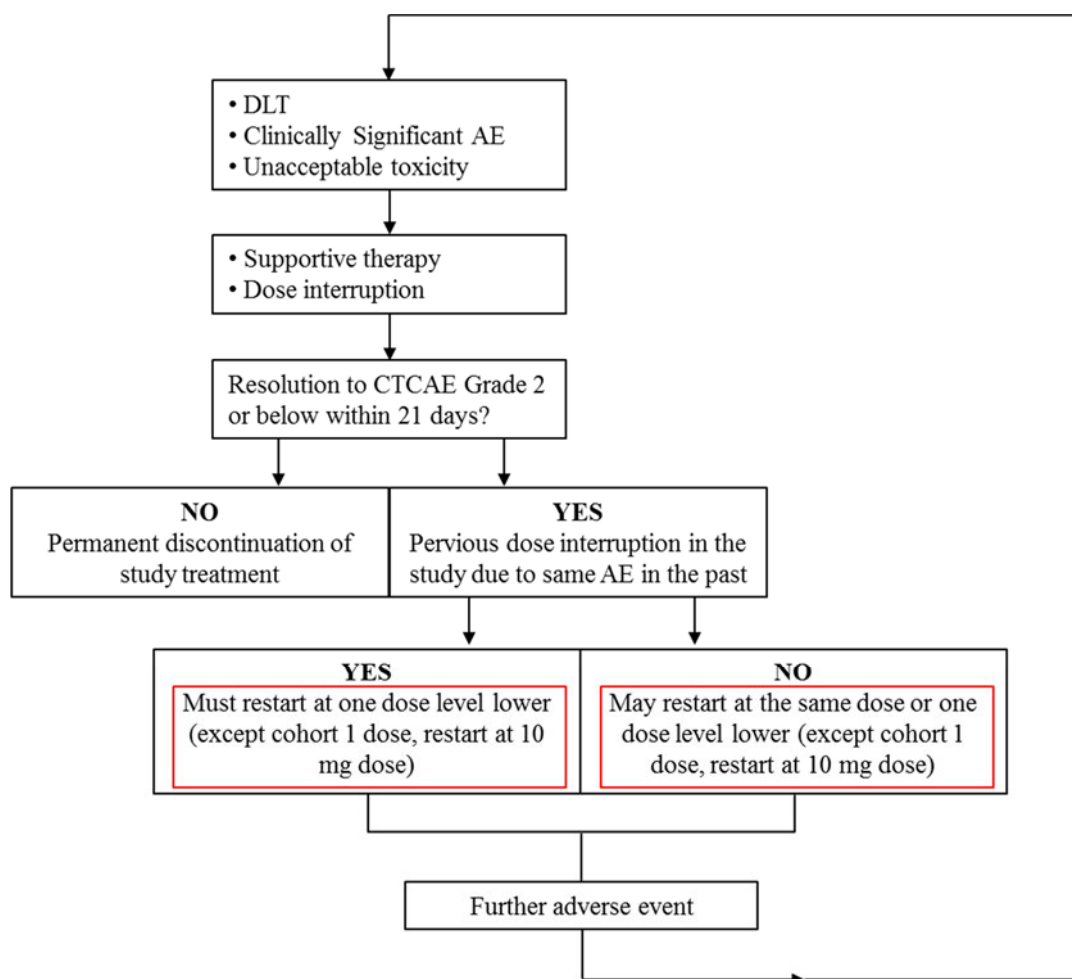 • DLT
• Clinically Significant AE
• Unacceptable toxicity
• Supportive therapy
• Dose interruption
Resolution to CTCAE Grade 2
or below within 21 days?
NO
Permanent discontinuation of
study treatment
YES
Pervious dose interruption in the
study due to same AE in the past
YES
Must restart at one dose level lower
(except cohort 1 dose, restart at 10
mg dose)
NO
May restart at the same dose or one
dose level lower (except cohort 1
dose, restart at 10 mg dose)
Further adverse event